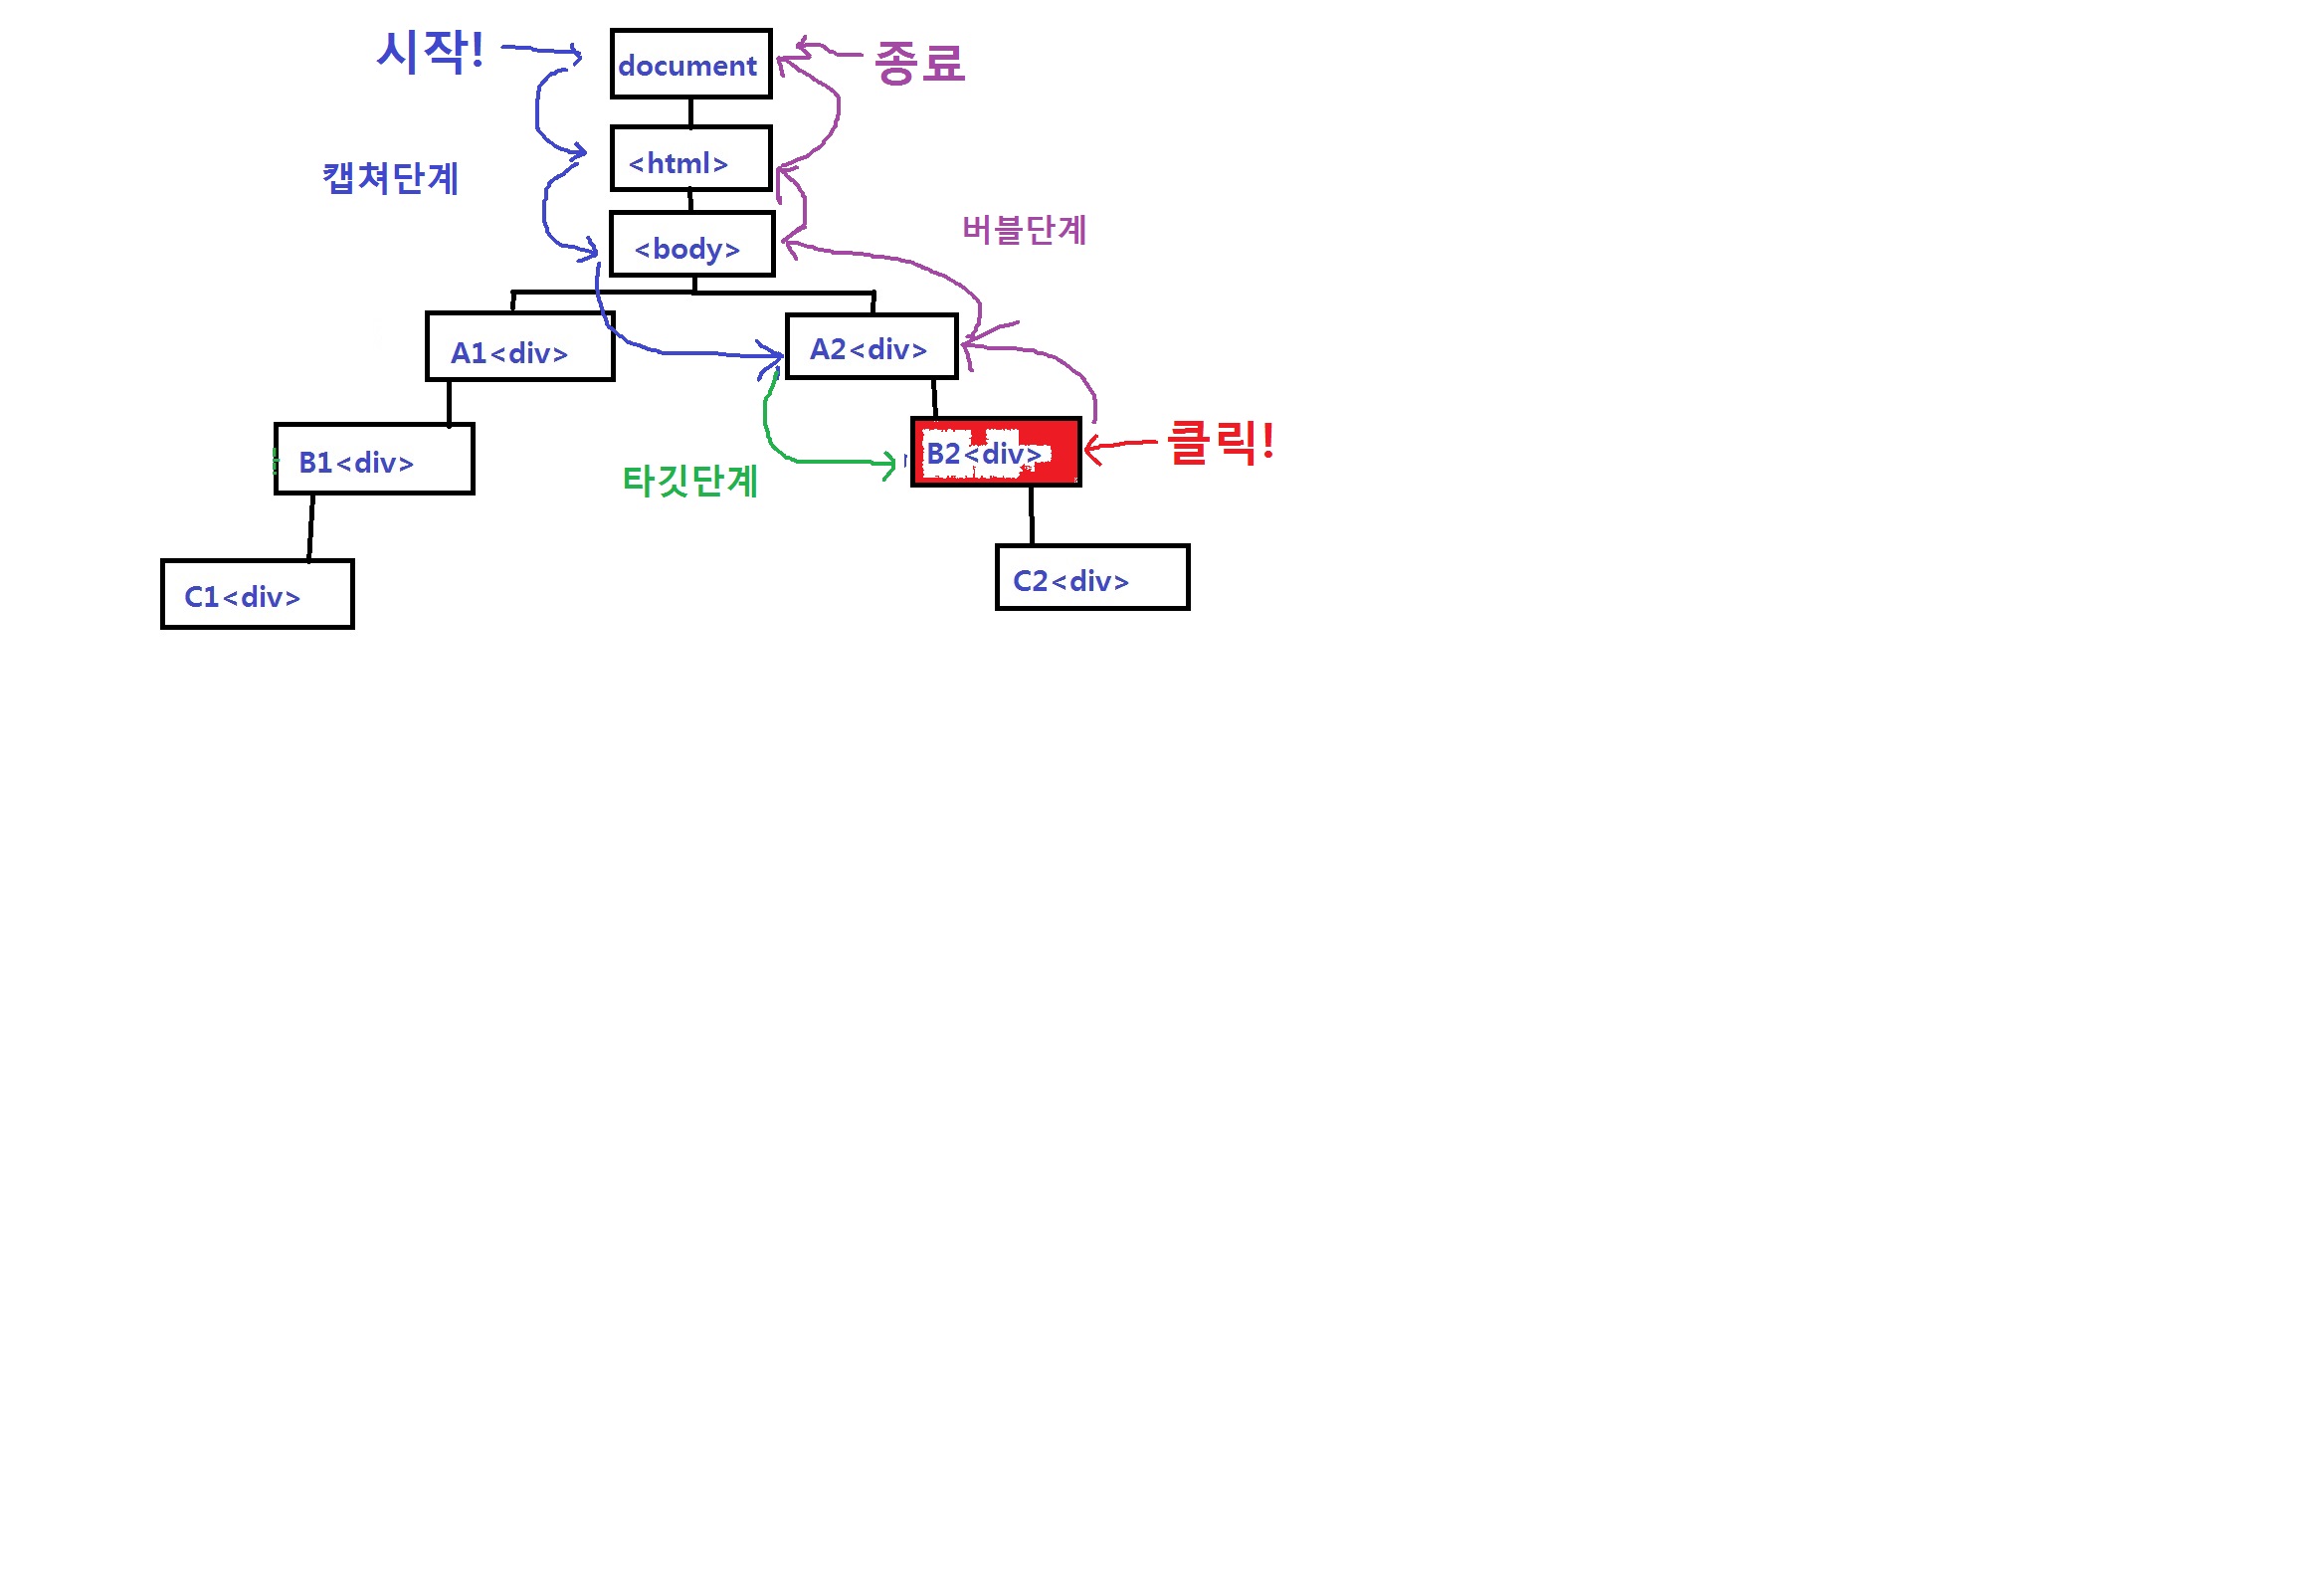 시작!
document
종료
<html>
캡쳐단계
버블단계
<body>
A1<div>
A2<div>
클릭!
B1<div>
B2<div>
타깃단계
C1<div>
C2<div>